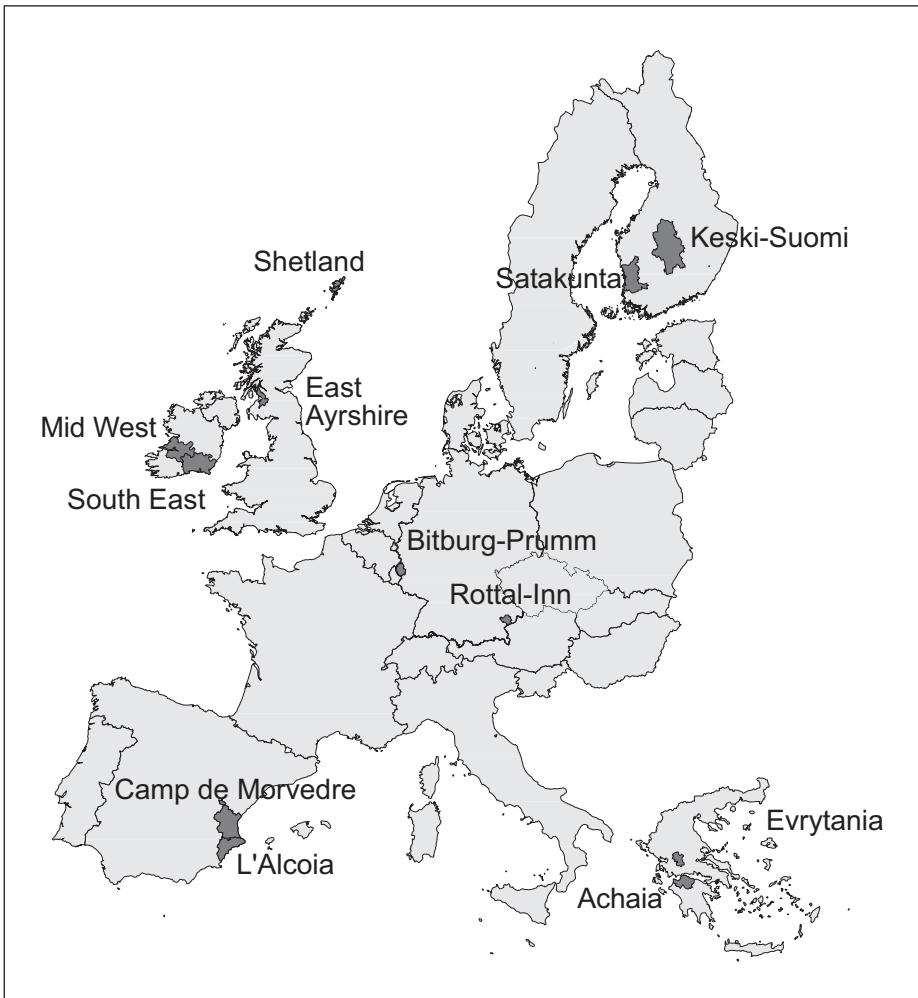 Keski-Suomi
Shetland
Satakunta
East
Ayrshire
Mid West
South East
Bitburg-Prumm
Rottal-Inn
Camp de Morvedre
Evrytania
L'Alcoia
Achaia